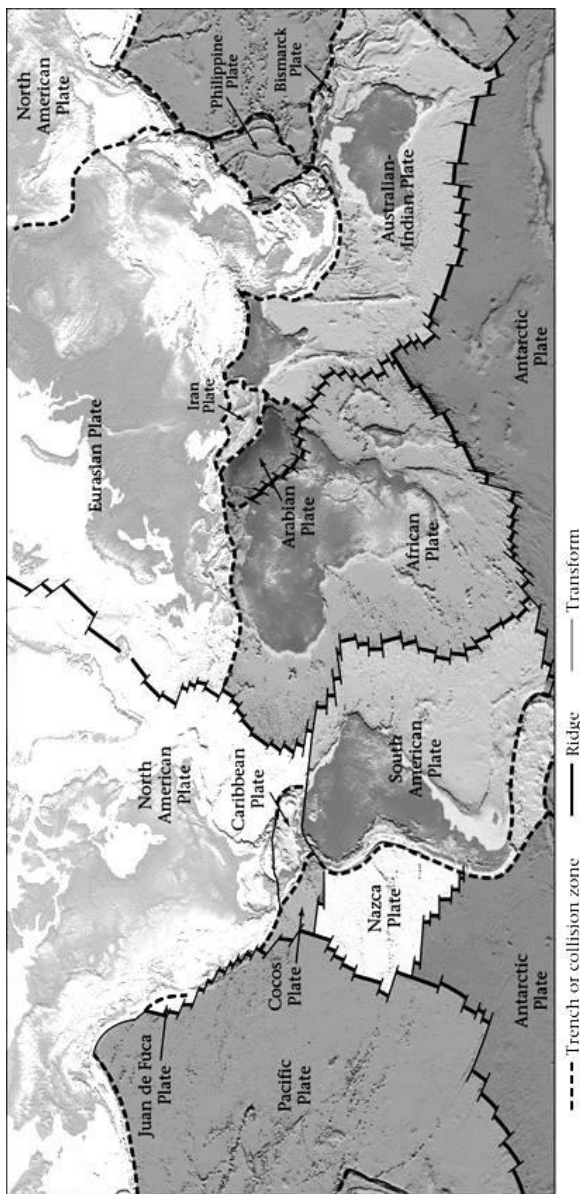 North
American
Plate
Juan de Fuca
Plate
Pacific
Plate
Cocos
Plate
Nazca
Plate
Antarctic
Plate
North
American
Plate
Caribbean
Plate
South
American
Plate
Eurasian Plate
Arabian
Plate
African
Plate
Iran
Plate
Philippine
Plate
Bismarck
Plate
Australian-
Indian Plate
Antarctic
Plate
Trench or collision zone
Ridge
Transform